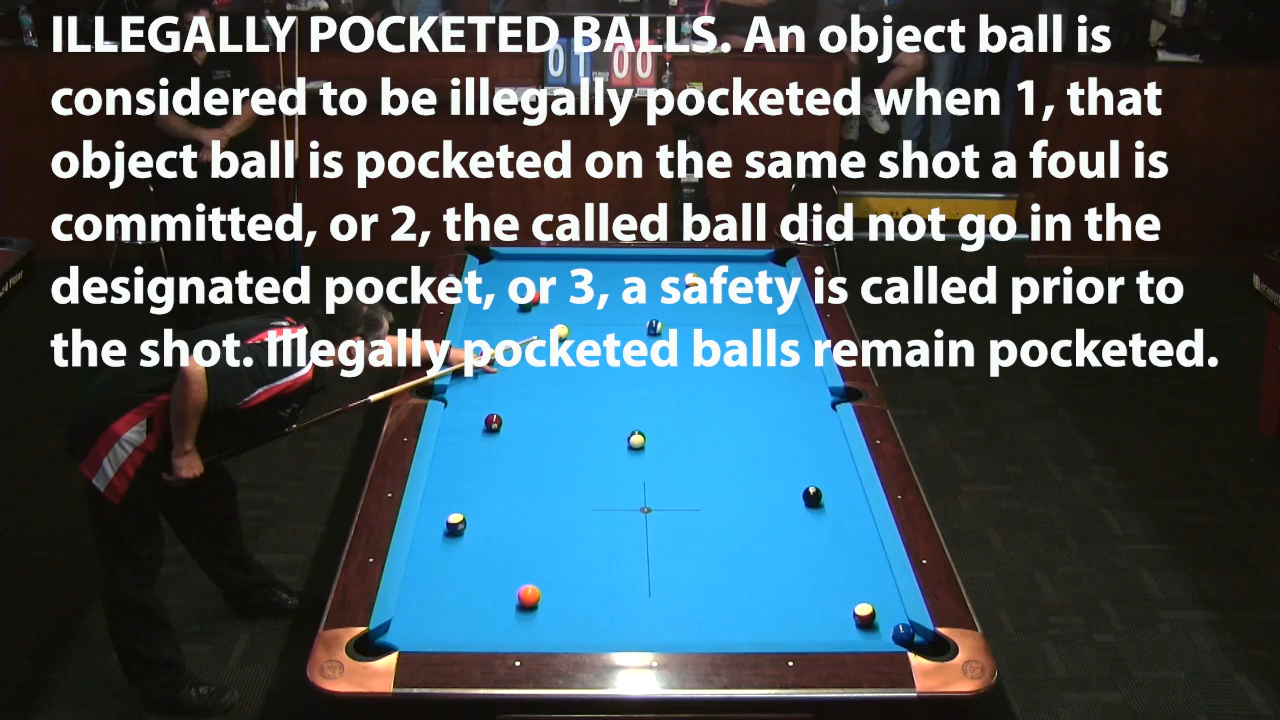 ILLEGALLY POCKETED BALLS. An object ball is
considered to be illegally pocketed when 1, that
object ball is pocketed on the same shot a foul is
committed, or 2, the called ball did not go in the
designated pocket, or 3, a safety is called prior to
the shot. Illegally pocketed balls remain pocketed.
01 00